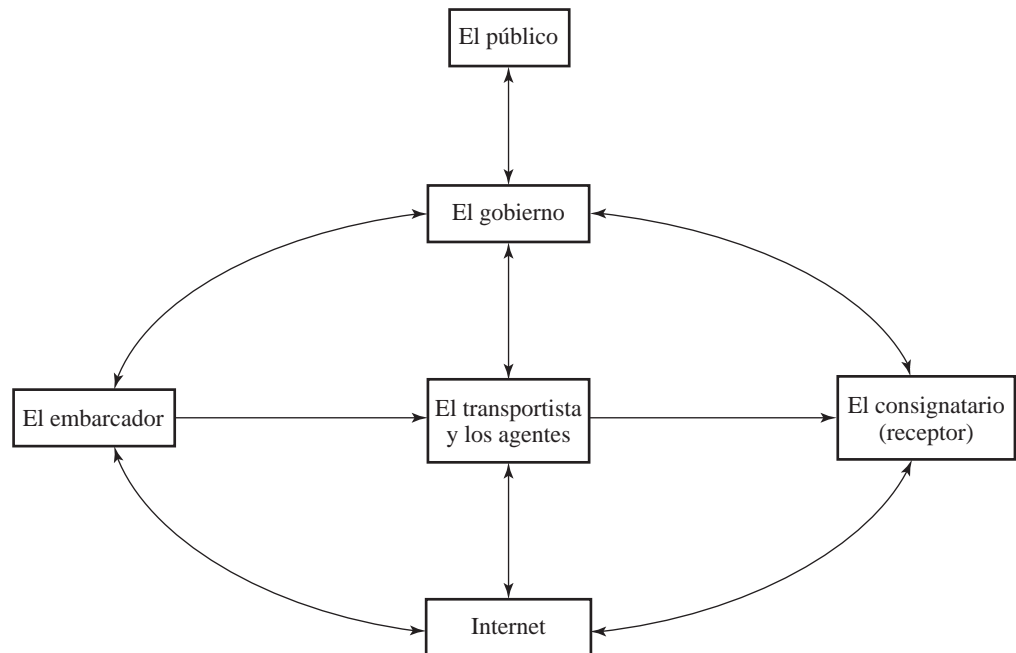 El público
El gobierno
El embarcador
El transportista
y los agentes
El consignatario
(receptor)
Internet